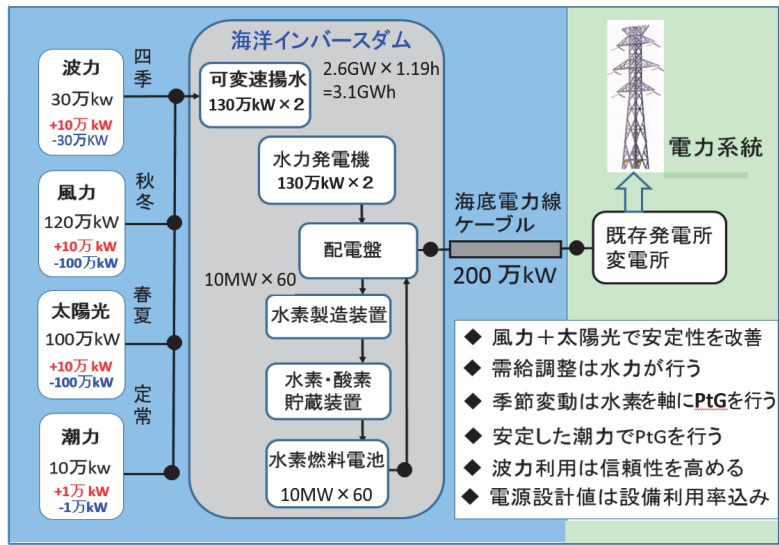 海洋インバースダム
波力
30万kw
+10万kW
-30万KW
四季
可変速揚水
130万kW×2
2.6GW×1.19h
=3.1GWh
水力発電機
130万kW×2
風力
120万kW
+10万kW
-100万kW
秋冬
配電盤
10MW×60
海底電力線
ケーブル
200万kW
電力系統
既存発電所
変電所
太陽光
100万kW
+10万kW
-100万kW
春夏
水素製造装置
水素・酸素
貯蔵装置
定常
潮力
10万kw
+1万kW
-1万kW
水素燃料電池
10MW×60
◆ 風力＋太陽光で安定性を改善
◆ 需給調整は水力が行う
◆ 季節変動は水素を軸にPtGを行う
◆ 安定した潮力でPtGを行う
◆ 波力利用は信頼性を高める
◆ 電源設計値は設備利用率込み